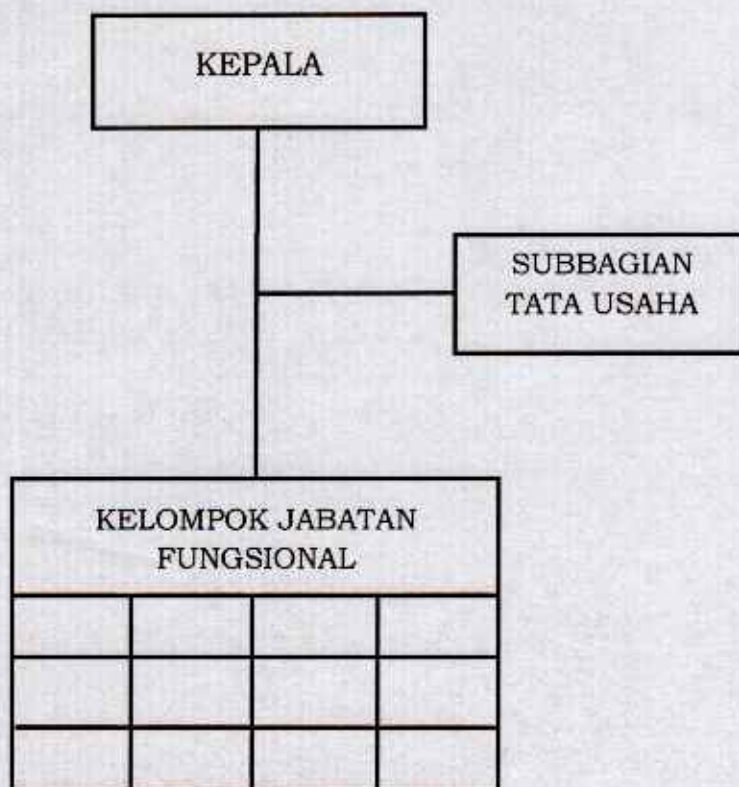 KEPALA
SUBBAGIAN
TATA USAHA
KELOMPOK JABATAN
FUNGSIONAL